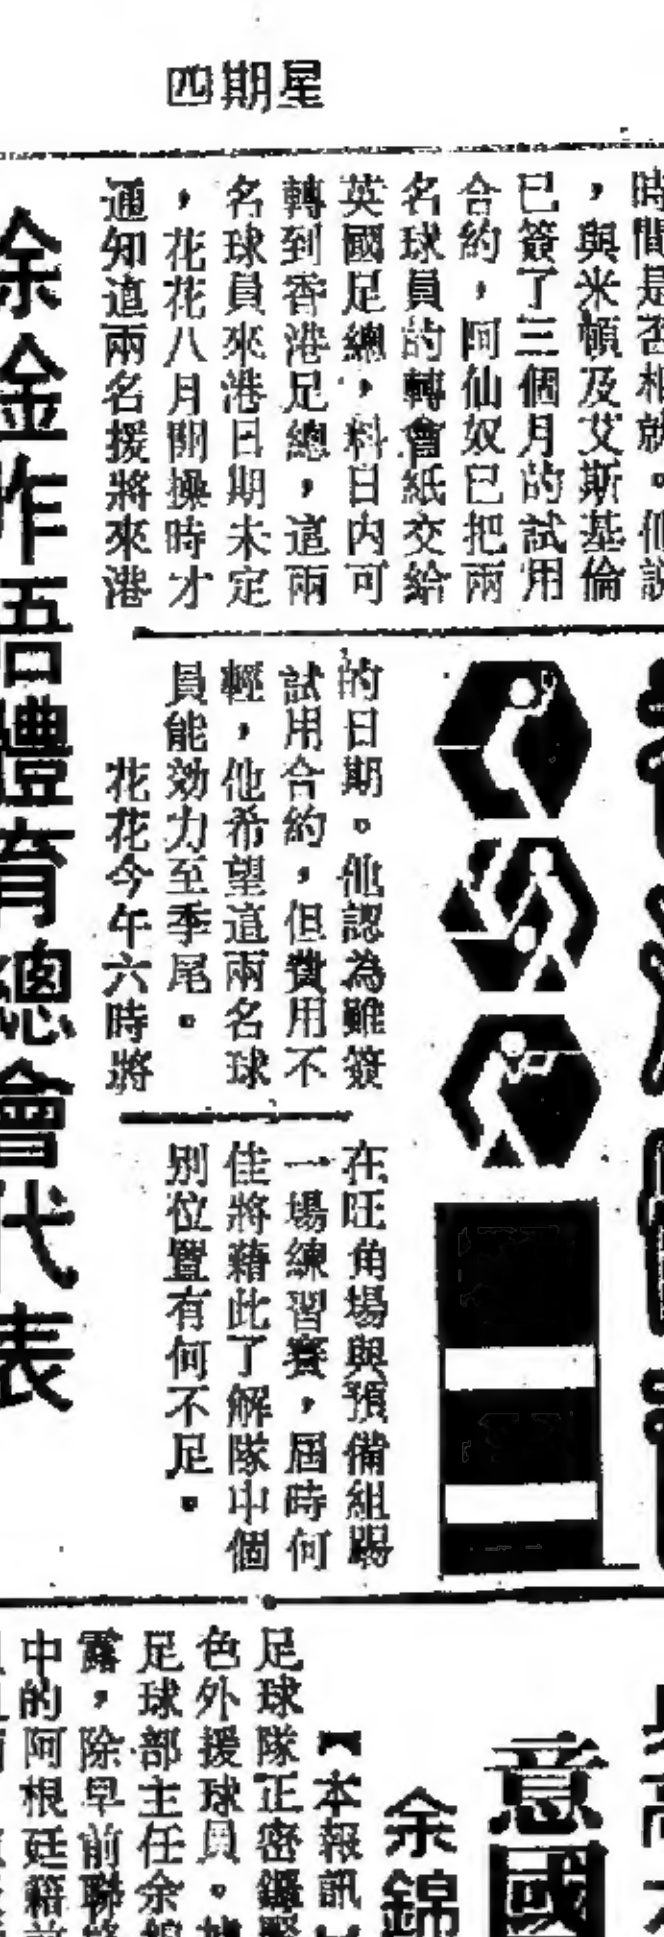 四期星
時間是否相就。他說
，與米頓及艾斯基倫
已簽了三個月的試用
合約，阿仙奴已把兩
名球員的轉會紙交給
英國足總，料日內可
轉到香港足總，這兩
名球員來港日期未定
，花花八月開操時才
通知這兩名援將來港
的日期。他認為雖簽
試用合約，但費用不
輕，他希望這兩名球
員能効力至季尾。
花花今午六時將
在旺角場與預備組踢
一場練習賽，屆時何
佳將藉此了解隊中個
別位置有何不足。
余金作語體育總會代表
意國
余錦
【本報訊】
足球隊正密鑼緊
色外援球員。據
足球部主任余錦
露，除早前聯絡
中的阿根廷籍前